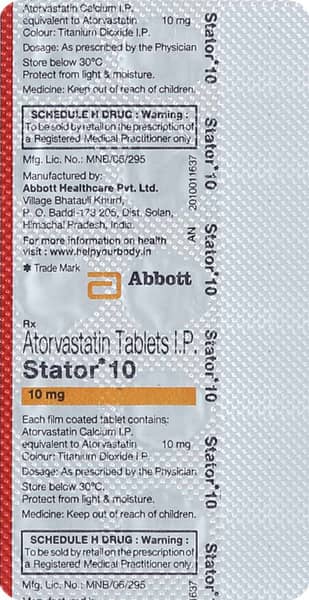 Atorvastatin Calcium I.P.
equivalent to Atorvastatin 10 mg
Colour: Titanium Dioxide I.P.
Dosage: As prescribed by the Physician
Store below 30°C
Protect from light & moisture.
Medicine: Keep out of reach of children.
SCHEDULE H DRUG : Warning :
To be sold by retail on the prescription of
a Registered Medical Practitioner only.
Mfg. Lic. No.: MNB/06/295
Manufactured by:
Abbott Healthcare Pvt. Ltd.
Village Bhatauli Khurd,
P. O. Baddi-173 205, Dist. Solan,
Himachal Pradesh, India.
For more information on health
visit : www.helpyourbody.in
* Trade Mark
Abbott
Rx
Atorvastatin Tablets I.P.
Stator* 10
10 mg
Each film coated tablet contains:
Atorvastatin Calcium I.P.
equivalent to Atorvastatin 10 mg
Colour: Titanium Dioxide I.P.
Dosage: As prescribed by the Physician
Store below 30°C.
Protect from light & moisture.
Medicine: Keep out of reach of children.
SCHEDULE H DRUG : Warning :
To be sold by retail on the prescription of
a Registered Medical Practitioner only.
Mfg. Lic. No.: MNB/06/295
Stator* 10
Stator* 10
Stator* 10
Stator* 10
Stator* 10
Stator* 10
AN 2010011637